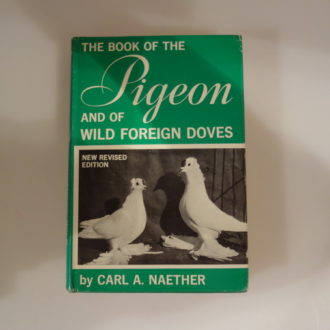 THE BOOK OF THE
Pigeon
AND OF
WILD FOREIGN DOVES
NEW REVISED
EDITION
by CARL A. NAETHER